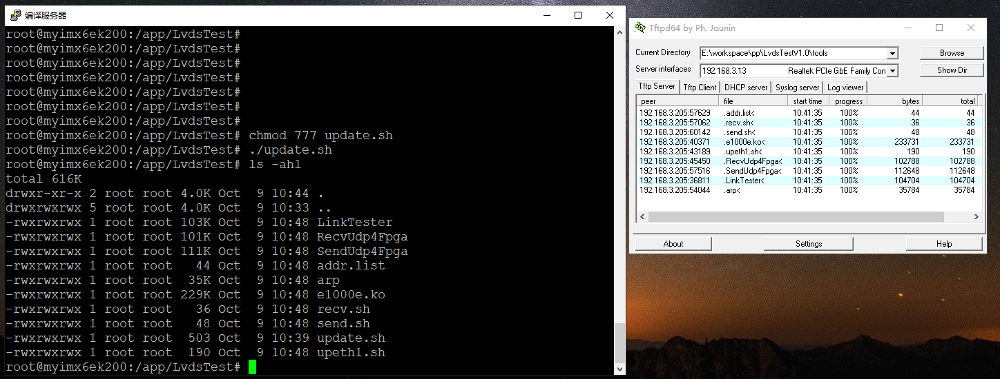 编译服务器
root@myimx6ek200:/app/LvdsTest#
root@myimx6ek200:/app/LvdsTest#
root@myimx6ek200:/app/LvdsTest#
root@myimx6ek200:/app/LvdsTest#
root@myimx6ek200:/app/LvdsTest#
root@myimx6ek200:/app/LvdsTest#
root@myimx6ek200:/app/LvdsTest#
root@myimx6ek200:/app/LvdsTest# chmod 777 update.sh
root@myimx6ek200:/app/LvdsTest# ./update.sh
root@myimx6ek200:/app/LvdsTest# ls -ahl
total 616K
drwxr-xr-x 2 root root 4.0K Oct  9 10:44 .
drwxrwxrwx 5 root root 4.0K Oct  9 10:33 ..
-rwxrwxrwx 1 root root 103K Oct  9 10:48 LinkTester
-rwxrwxrwx 1 root root 101K Oct  9 10:48 RecvUdp4Fpga
-rwxrwxrwx 1 root root 111K Oct  9 10:48 SendUdp4Fpga
-rwxrwxrwx 1 root root   44 Oct  9 10:48 addr.list
-rwxrwxrwx 1 root root  35K Oct  9 10:48 arp
-rwxrwxrwx 1 root root 229K Oct  9 10:48 e1000e.ko
-rwxrwxrwx 1 root root   36 Oct  9 10:48 recv.sh
-rwxrwxrwx 1 root root   48 Oct  9 10:48 send.sh
-rwxrwxrwx 1 root root  503 Oct  9 10:39 update.sh
-rwxrwxrwx 1 root root  190 Oct  9 10:48 upeth1.sh
root@myimx6ek200:/app/LvdsTest#
Tftpd64 by Ph. Jounin
Current Directory E:\workspace\pp\LvdsTestV1.0\tools Browse
Server interfaces 192.168.3.13 Realtek PCIe GbE Family Con Show Dir
Tftp Server Tftp Client DHCP server Syslog server Log viewer
peer file start time progress bytes total
192.168.3.205:57629 .addr.list< 10:41:35 100% 44 44
192.168.3.205:57062 .recv.sh< 10:41:35 100% 36 36
192.168.3.205:60142 .send.sh< 10:41:35 100% 48 48
192.168.3.205:40371 .e1000e.ko< 10:41:35 100% 233731 233731
192.168.3.205:43189 .upeth1.sh< 10:41:35 100% 190 190
192.168.3.205:45450 .RecvUdp4Fpga< 10:41:35 100% 102788 102788
192.168.3.205:57516 .SendUdp4Fpga< 10:41:35 100% 112648 112648
192.168.3.205:36811 .LinkTester< 10:41:35 100% 104704 104704
192.168.3.205:54044 .arp< 10:41:35 100% 35784 35784
About Settings Help